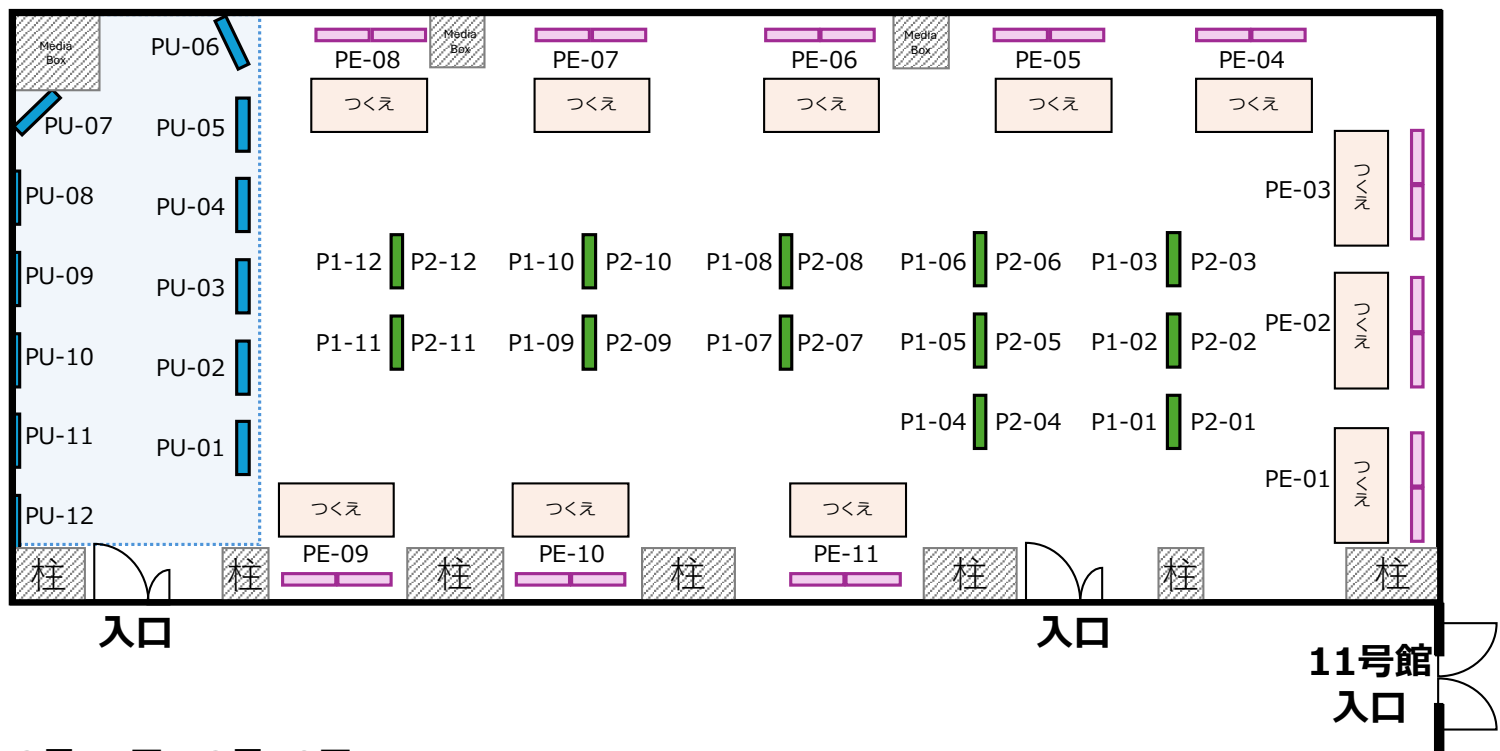 Media Box
PU-06
PE-08
Media Box
PE-07
PE-06
Media Box
PE-05
PE-04
つくえ
つくえ
つくえ
つくえ
つくえ
PU-07
PU-05
PU-08
PU-04
PE-03
つくえ
PU-09
PU-03
P1-12
P2-12
P1-10
P2-10
P1-08
P2-08
P1-06
P2-06
P1-03
P2-03
PU-10
PU-02
P1-11
P2-11
P1-09
P2-09
P1-07
P2-07
P1-05
P2-05
P1-02
P2-02
PE-02
つくえ
PU-11
PU-01
P1-04
P2-04
P1-01
P2-01
PE-01
つくえ
PU-12
つくえ
つくえ
つくえ
PE-09
PE-10
PE-11
柱
柱
柱
柱
柱
柱
柱
入口
入口
11号館
入口